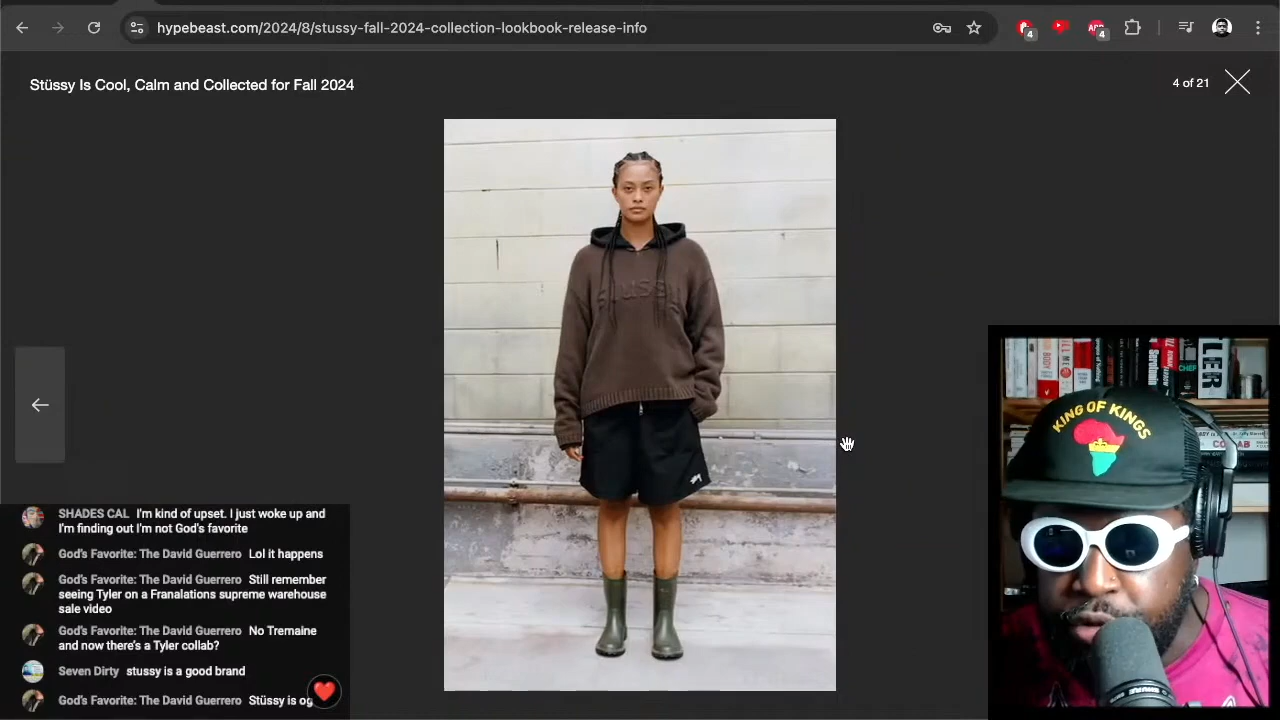 hypebeast.com/2024/8/stussy-fall-2024-collection-lookbook-release-info
4
4
Stüssy Is Cool, Calm and Collected for Fall 2024
4 of 21
KING OF KINGS
SHADES CAL I'm kind of upset. I just woke up and
I'm finding out I'm not God's favorite
God's Favorite: The David Guerrero Lol it happens
God's Favorite: The David Guerrero Still remember
seeing Tyler on a Franalations supreme warehouse
sale video
God's Favorite: The David Guerrero No Tremaine
and now there's a Tyler collab?
Seven Dirty stussy is a good brand
God's Favorite: The David Guerrero Stüssy is og